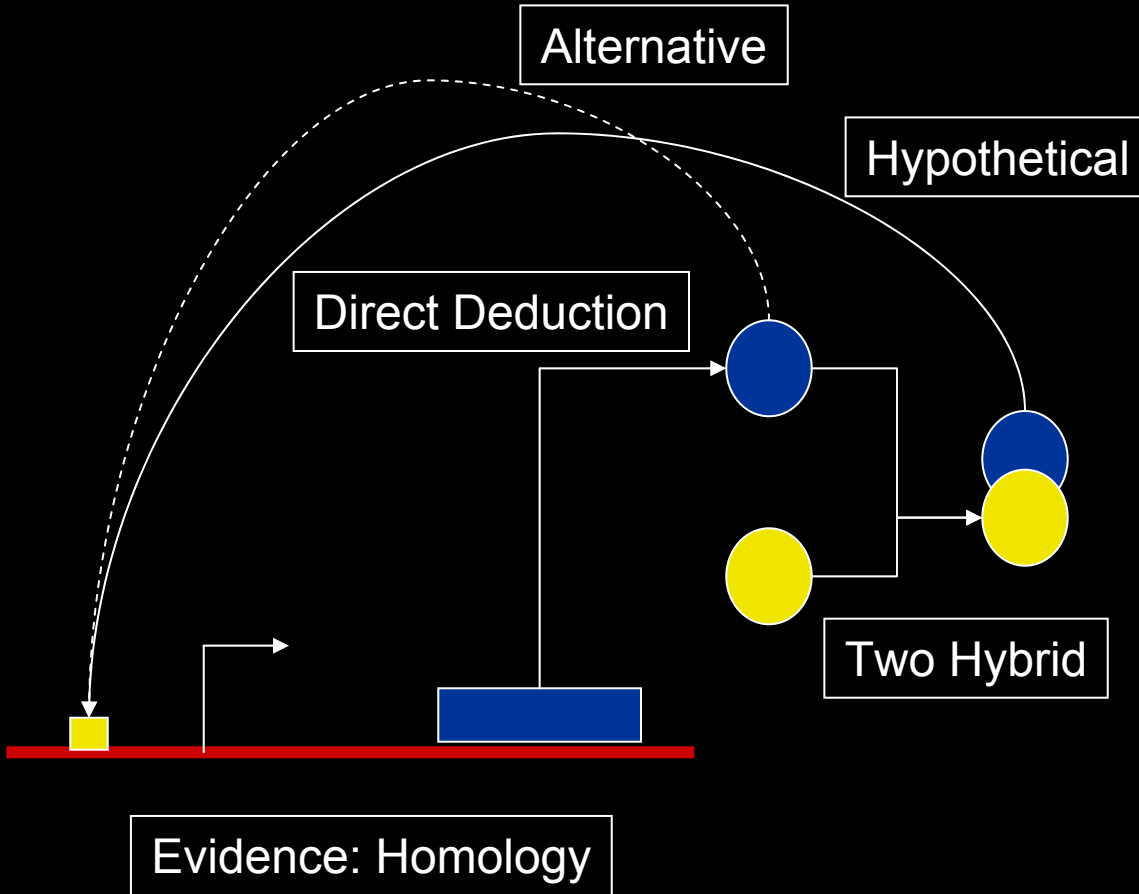 Alternative
Hypothetical
Direct Deduction
Two Hybrid
Evidence: Homology